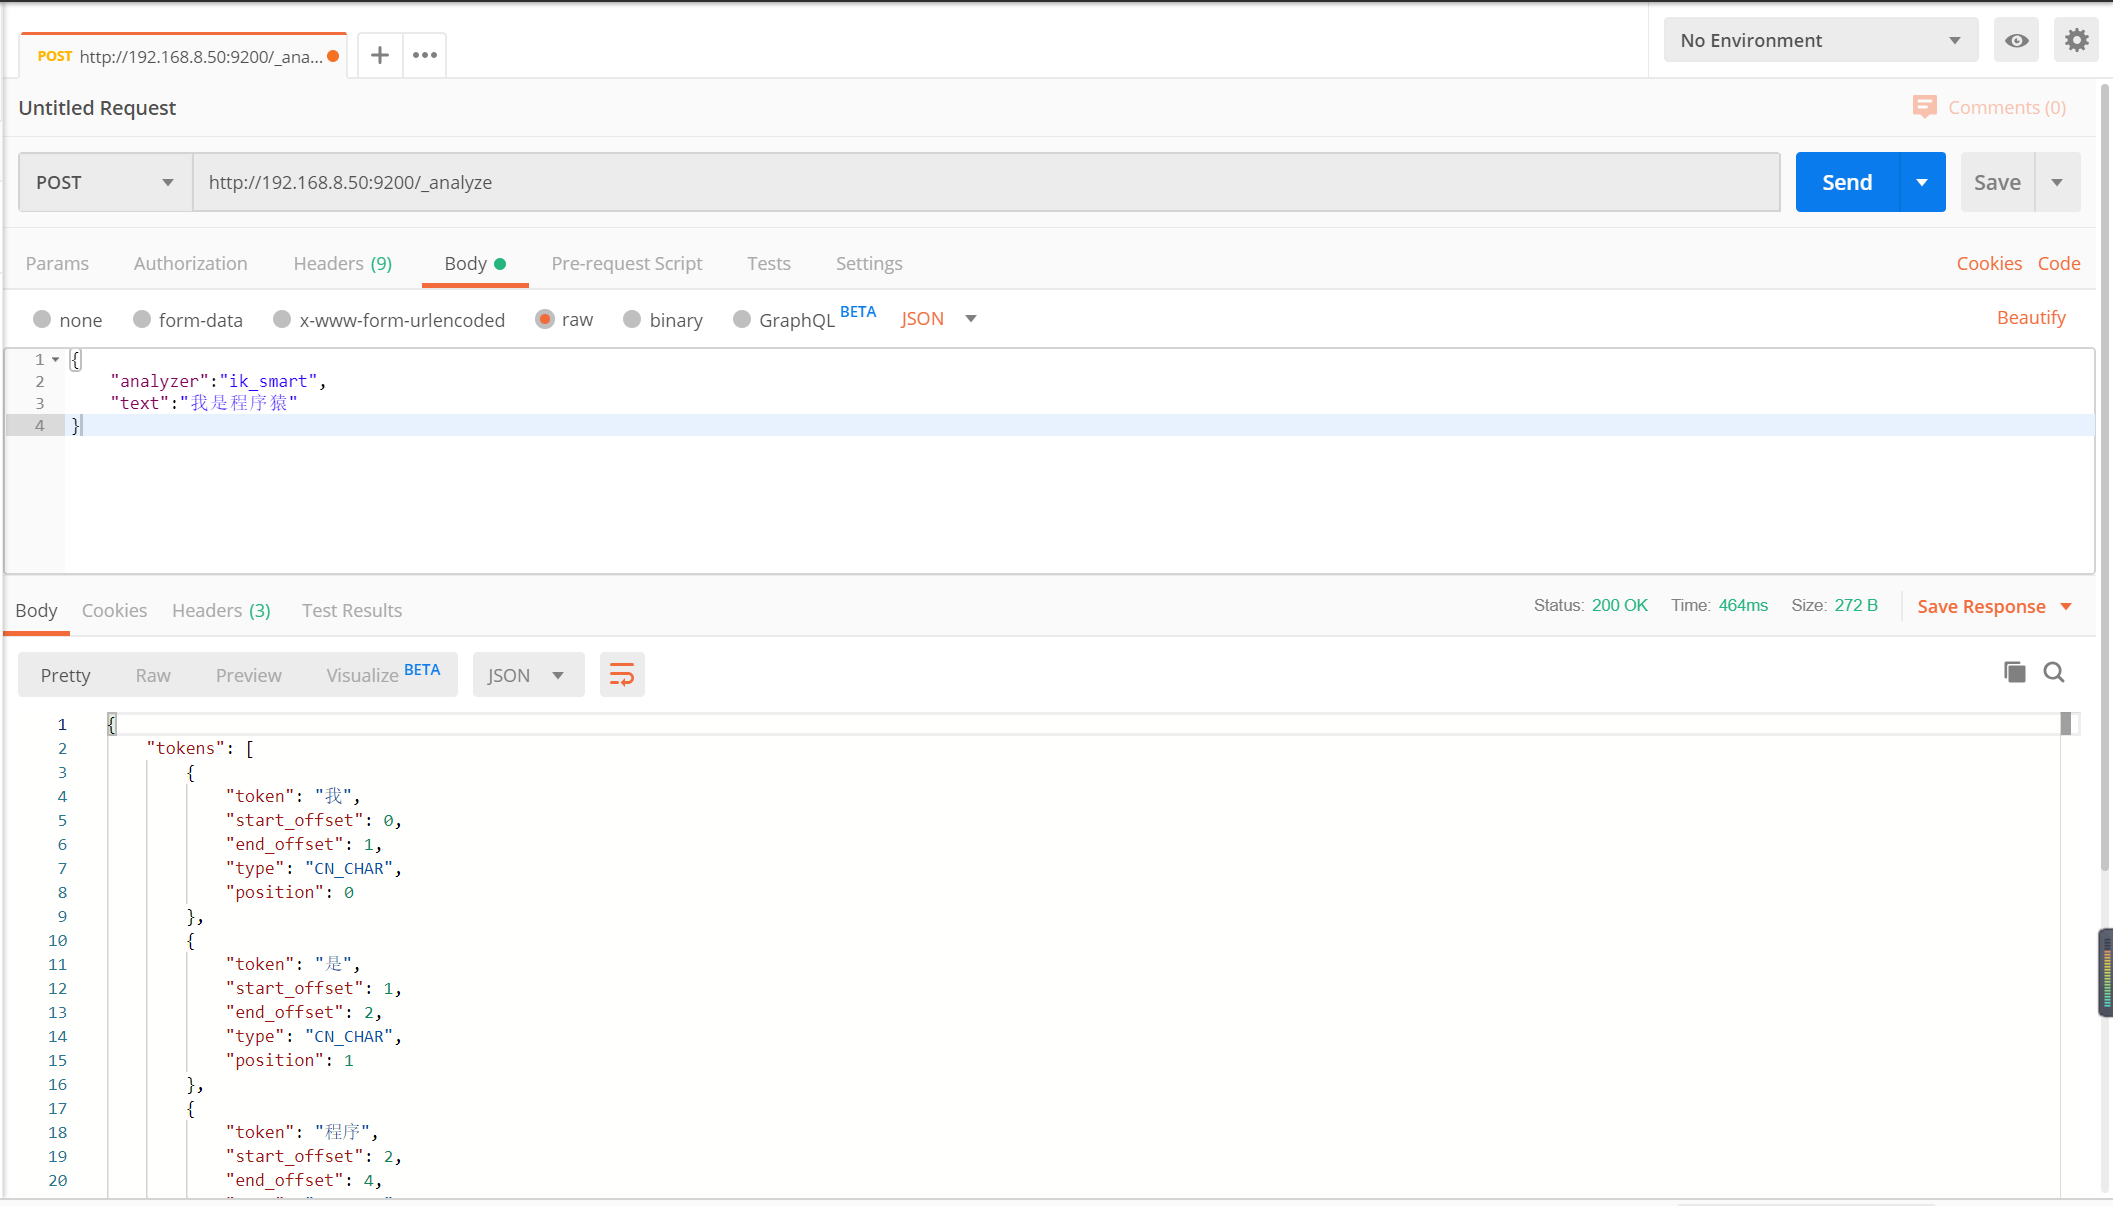 POST http://192.168.8.50:9200/_ana...
No Environment
Untitled Request
Comments (0)
POST http://192.168.8.50:9200/_analyze Send Save
Params Authorization Headers (9) Body Pre-request Script Tests Settings Cookies Code
none form-data x-www-form-urlencoded raw binary GraphQL BETA JSON Beautify
1 {
2 "analyzer":"ik_smart",
3 "text":"我是程序猿"
4 }
Body Cookies Headers (3) Test Results Status: 200 OK Time: 464ms Size: 272 B Save Response
Pretty Raw Preview Visualize BETA JSON
1 {
2 "tokens": [
3 {
4 "token": "我",
5 "start_offset": 0,
6 "end_offset": 1,
7 "type": "CN_CHAR",
8 "position": 0
9 },
10 {
11 "token": "是",
12 "start_offset": 1,
13 "end_offset": 2,
14 "type": "CN_CHAR",
15 "position": 1
16 },
17 {
18 "token": "程序",
19 "start_offset": 2,
20 "end_offset": 4,